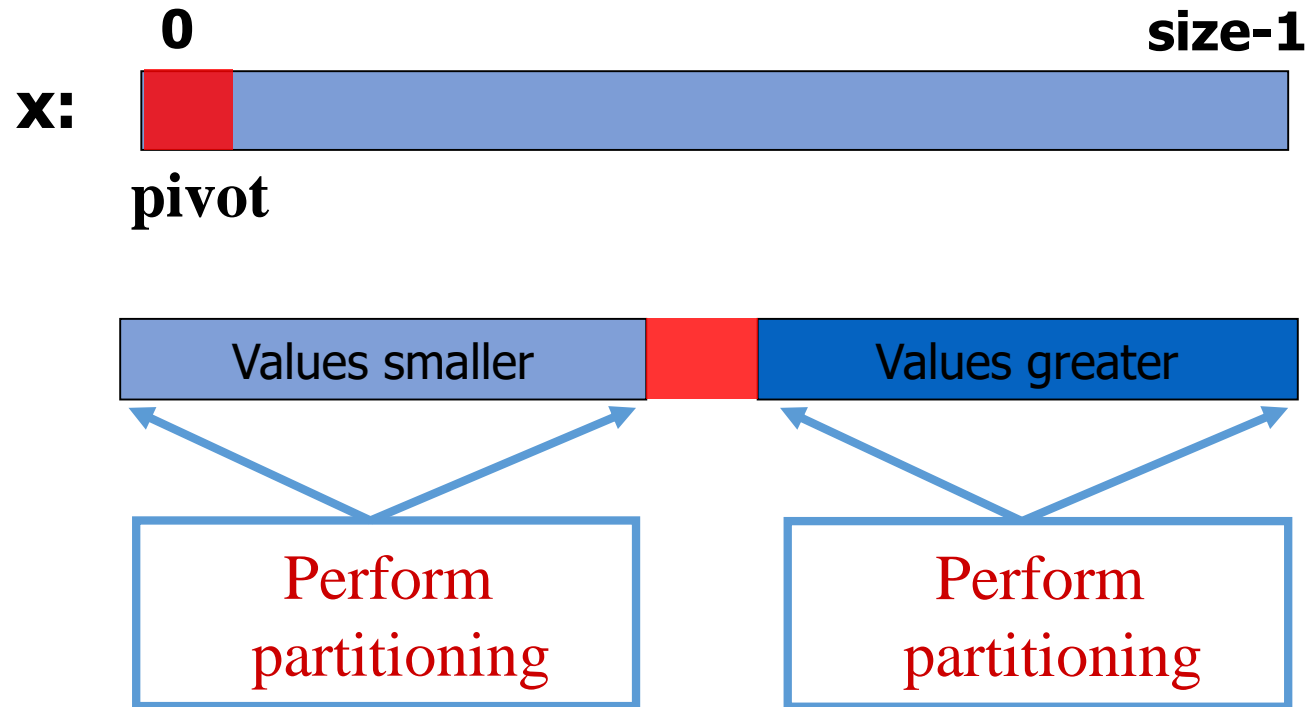 0 size-1
x:
pivot
Values smaller Values greater
Perform Perform
partitioning partitioning